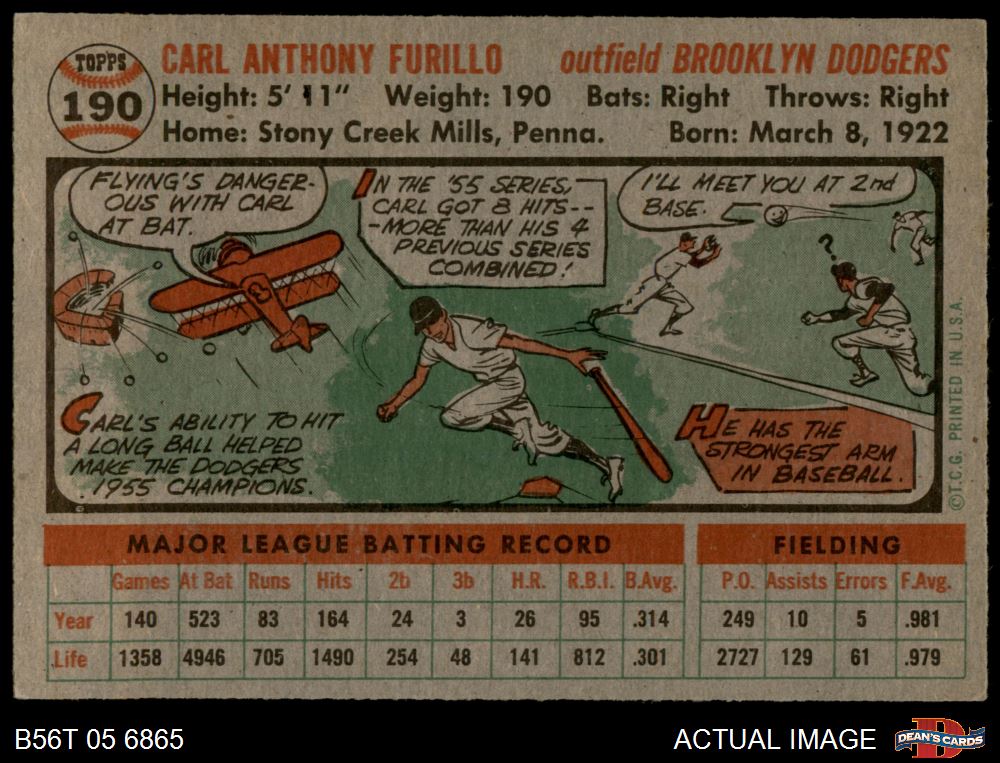 TOPPS
190
CARL ANTHONY FURILLO outfield BROOKLYN DODGERS
Height: 5' 11" Weight: 190 Bats: Right Throws: Right
Home: Stony Creek Mills, Penna. Born: March 8, 1922
FLYING'S DANGER-
OUS WITH CARL
AT BAT.
IN THE '55 SERIES,
CARL GOT 8 HITS--
-MORE THAN HIS 4
PREVIOUS SERIES
COMBINED!
I'LL MEET YOU AT 2nd
BASE.
?
CARL'S ABILITY TO HIT
A LONG BALL HELPED
MAKE THE DODGERS
1955 CHAMPIONS.
HE HAS THE
STRONGEST ARM
IN BASEBALL.
©T.C.G. PRINTED IN U.S.A.
MAJOR LEAGUE BATTING RECORD FIELDING
Games At Bat Runs Hits 2b 3b H.R. R.B.I. B.Avg. P.O. Assists Errors F.Avg.
Year 140 523 83 164 24 3 26 95 .314 249 10 5 .981
Life 1358 4946 705 1490 254 48 141 812 .301 2727 129 61 .979
B56T 05 6865 ACTUAL IMAGE DEAN'S CARDS